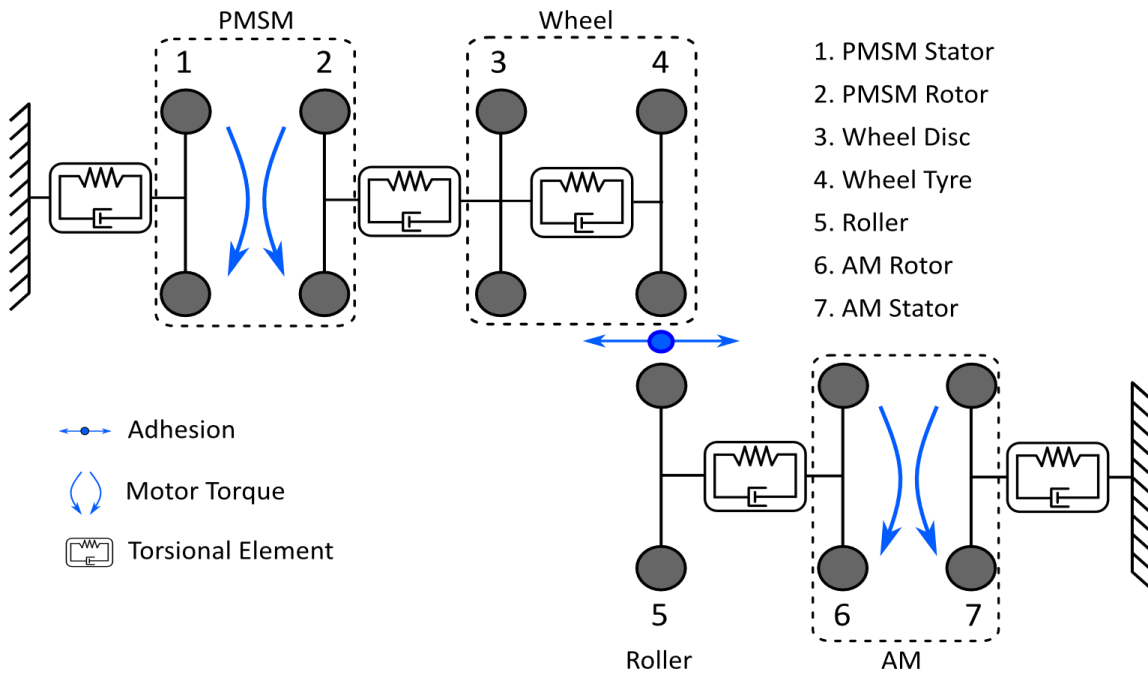 PMSM
Wheel
1
2
3
4
1. PMSM Stator
2. PMSM Rotor
3. Wheel Disc
4. Wheel Tyre
5. Roller
6. AM Rotor
7. AM Stator
Adhesion
Motor Torque
Torsional Element
5
6
7
Roller
AM